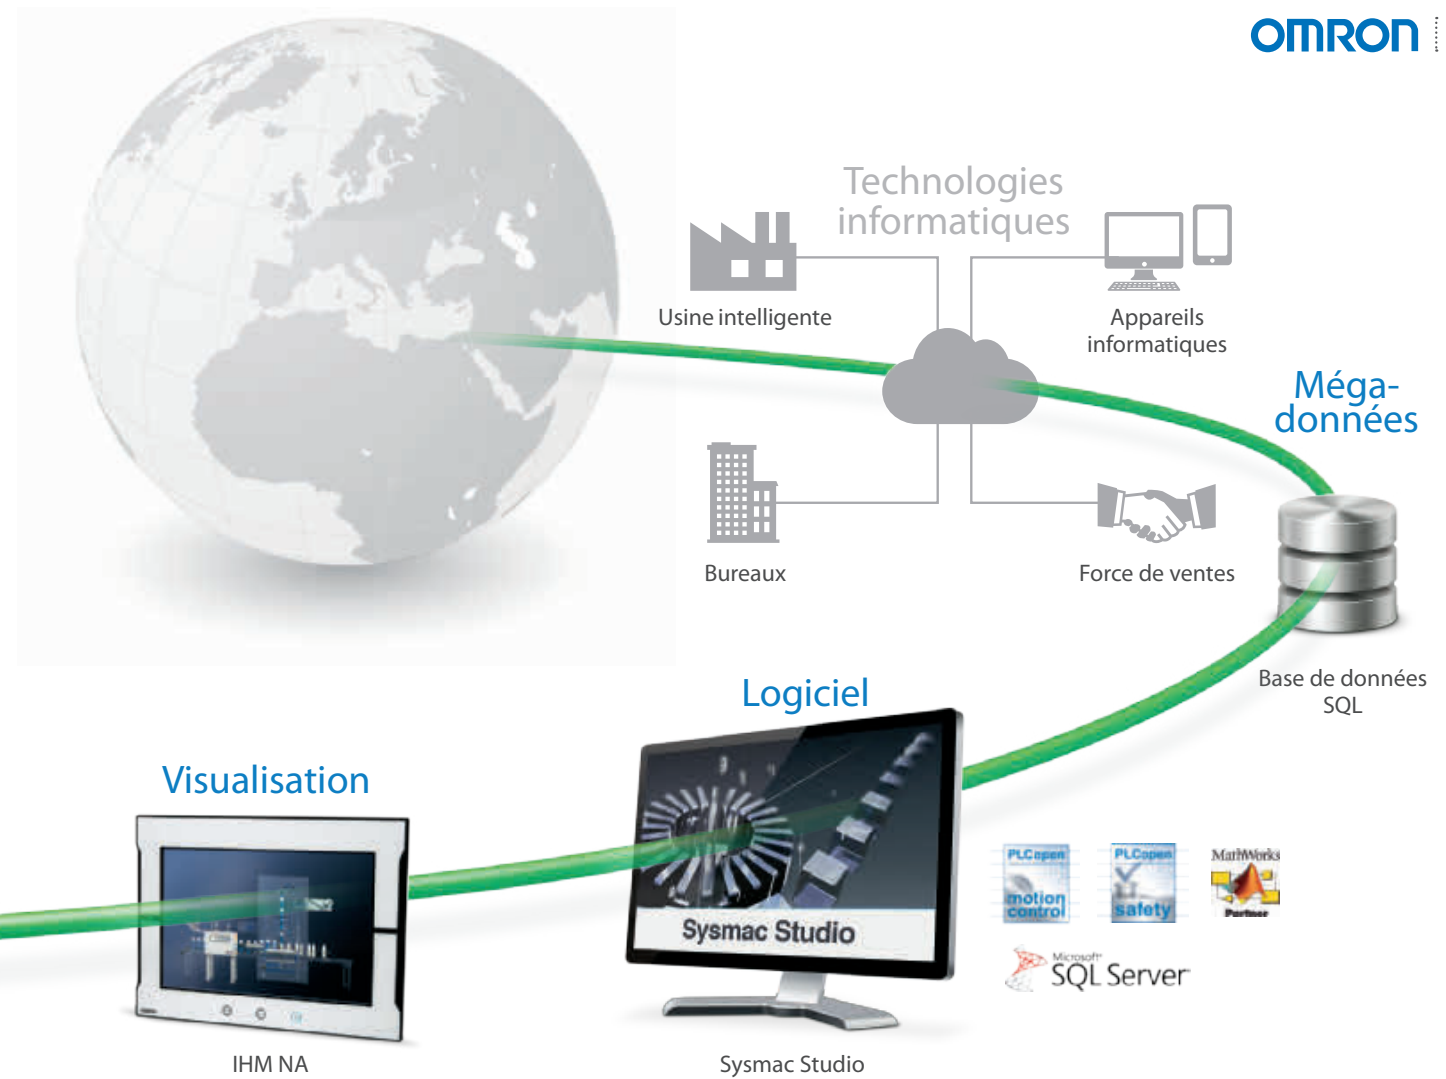 OMRON
Technologies
informatiques
Usine intelligente
Appareils
informatiques
Méga-
données
Bureaux
Force de ventes
Base de données
SQL
Logiciel
Visualisation
PLCopen
motion
control
PLCopen
safety
MathWorks
Partner
Sysmac Studio
Microsoft
SQL Server
IHM NA
Sysmac Studio